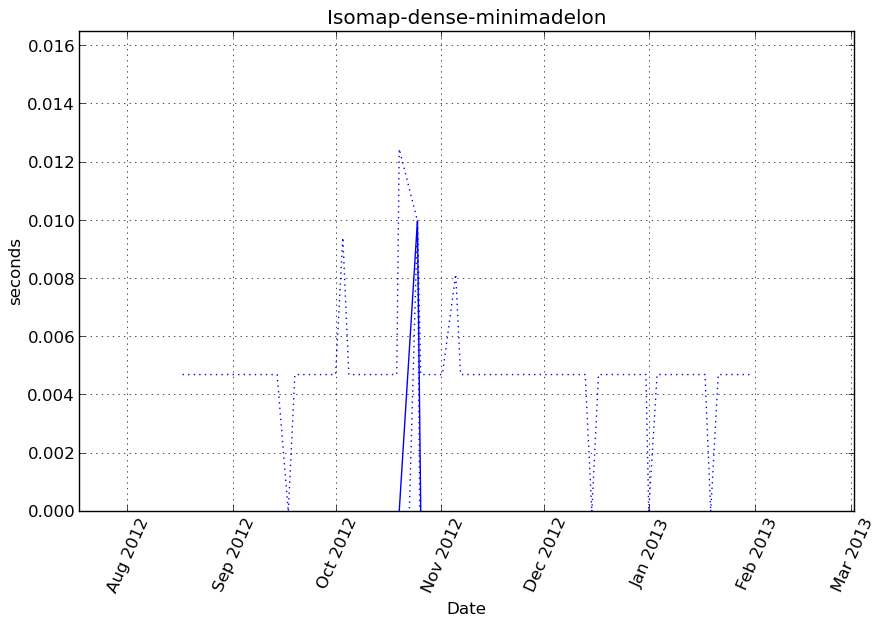 Isomap-dense-minimadelon
0.016
0.014
0.012
0.010
0.008
0.006
0.004
0.002
0.000
seconds
Aug 2012
Sep 2012
Oct 2012
Nov 2012
Dec 2012
Jan 2013
Feb 2013
Mar 2013
Date